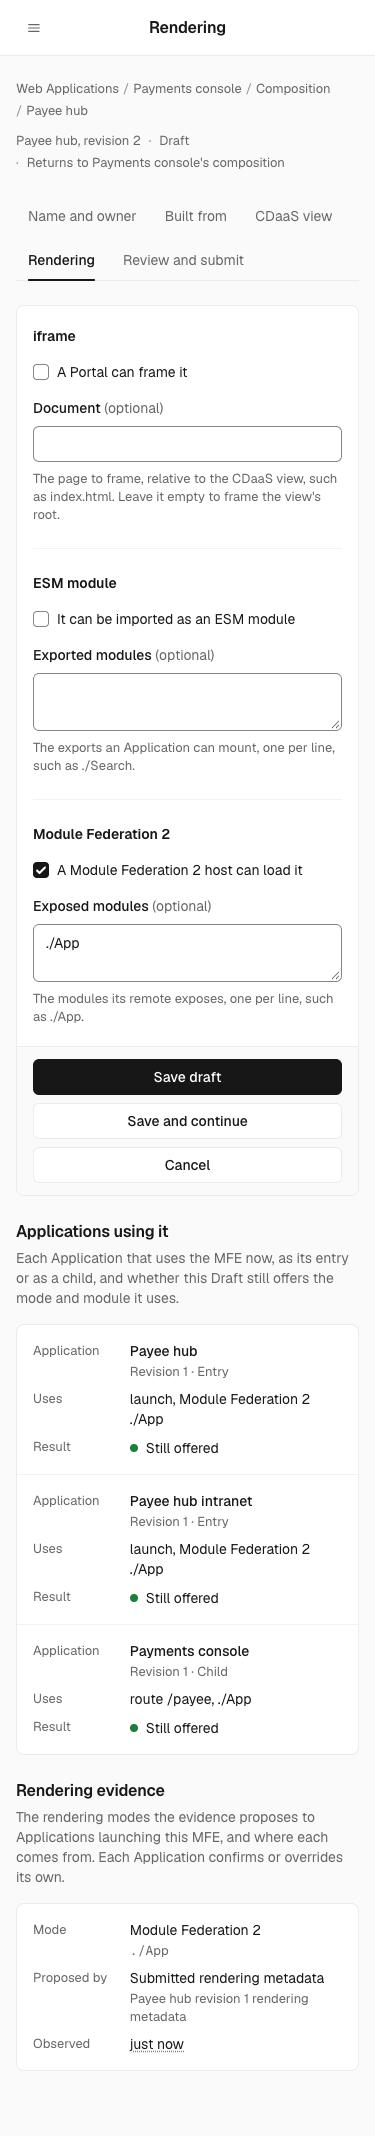 Rendering
Web Applications / Payments console / Composition
/ Payee hub
Payee hub, revision 2 · Draft
· Returns to Payments console's composition
Name and owner Built from CDaaS view
Rendering Review and submit
iframe
A Portal can frame it
Document (optional)
The page to frame, relative to the CDaaS view, such
as index.html. Leave it empty to frame the view's
root.
ESM module
It can be imported as an ESM module
Exported modules (optional)
The exports an Application can mount, one per line,
such as ./Search.
Module Federation 2
A Module Federation 2 host can load it
Exposed modules (optional)
./App
The modules its remote exposes, one per line, such
as ./App.
Save draft
Save and continue
Cancel
Applications using it
Each Application that uses the MFE now, as its entry
or as a child, and whether this Draft still offers the
mode and module it uses.
Application Payee hub
Revision 1 · Entry
Uses launch, Module Federation 2
./App
Result Still offered
Application Payee hub intranet
Revision 1 · Entry
Uses launch, Module Federation 2
./App
Result Still offered
Application Payments console
Revision 1 · Child
Uses route /payee, ./App
Result Still offered
Rendering evidence
The rendering modes the evidence proposes to
Applications launching this MFE, and where each
comes from. Each Application confirms or overrides
its own.
Mode Module Federation 2
./App
Proposed by Submitted rendering metadata
Payee hub revision 1 rendering
metadata
Observed just now